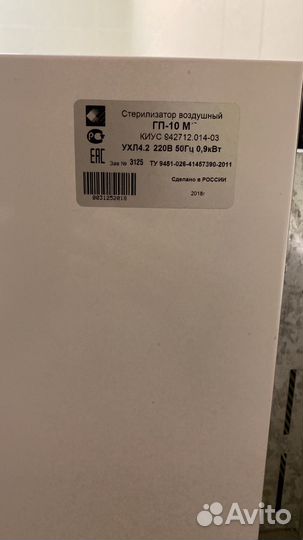 Стерилизатор воздушный
ГП-10 М
КИУС 942712.014-03
УХЛ4.2 220В 50Гц 0,9кВт
Зав № 3125 ТУ 9451-026-41457390-2011
Сделано в РОССИИ
0031252018
2018г
EAC
Avito